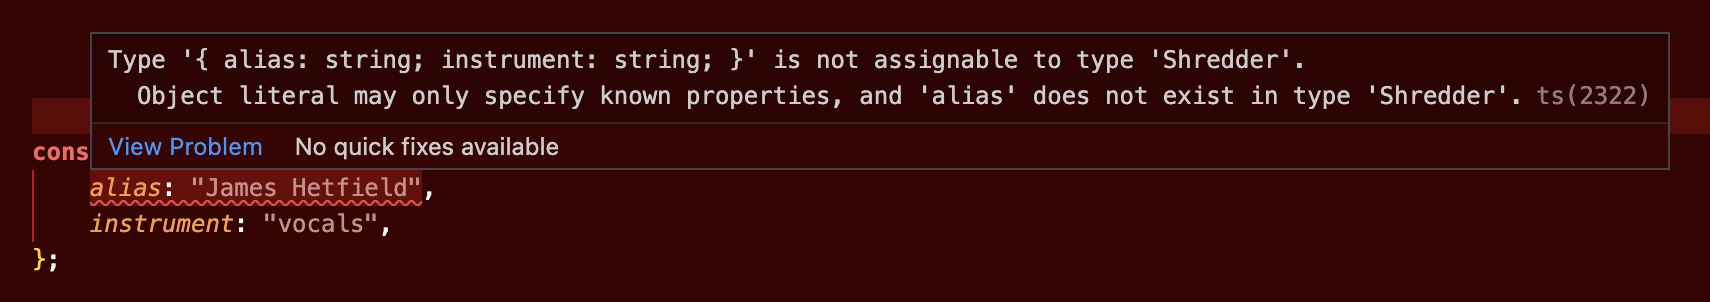 Type '{ alias: string; instrument: string; }' is not assignable to type 'Shredder'.
Object literal may only specify known properties, and 'alias' does not exist in type 'Shredder'. ts(2322)
View Problem No quick fixes available
cons
alias: "James Hetfield",
instrument: "vocals",
};